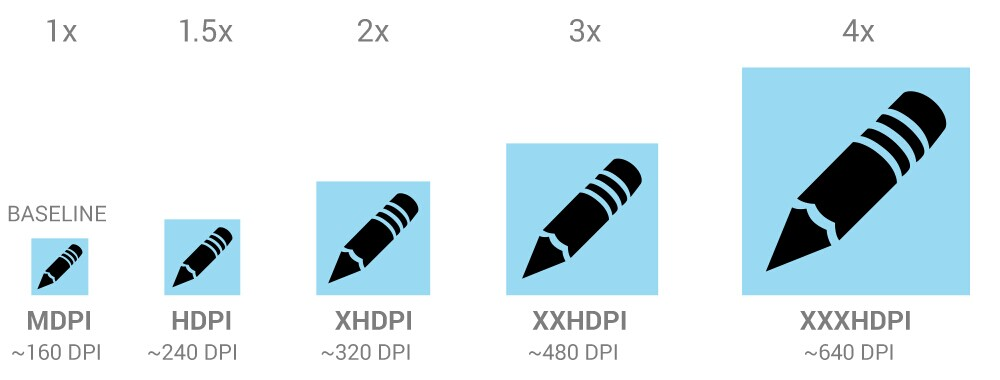 1x 1.5x 2x 3x 4x
BASELINE
MDPI HDPI XHDPI XXHDPI XXXHDPI
~160 DPI ~240 DPI ~320 DPI ~480 DPI ~640 DPI